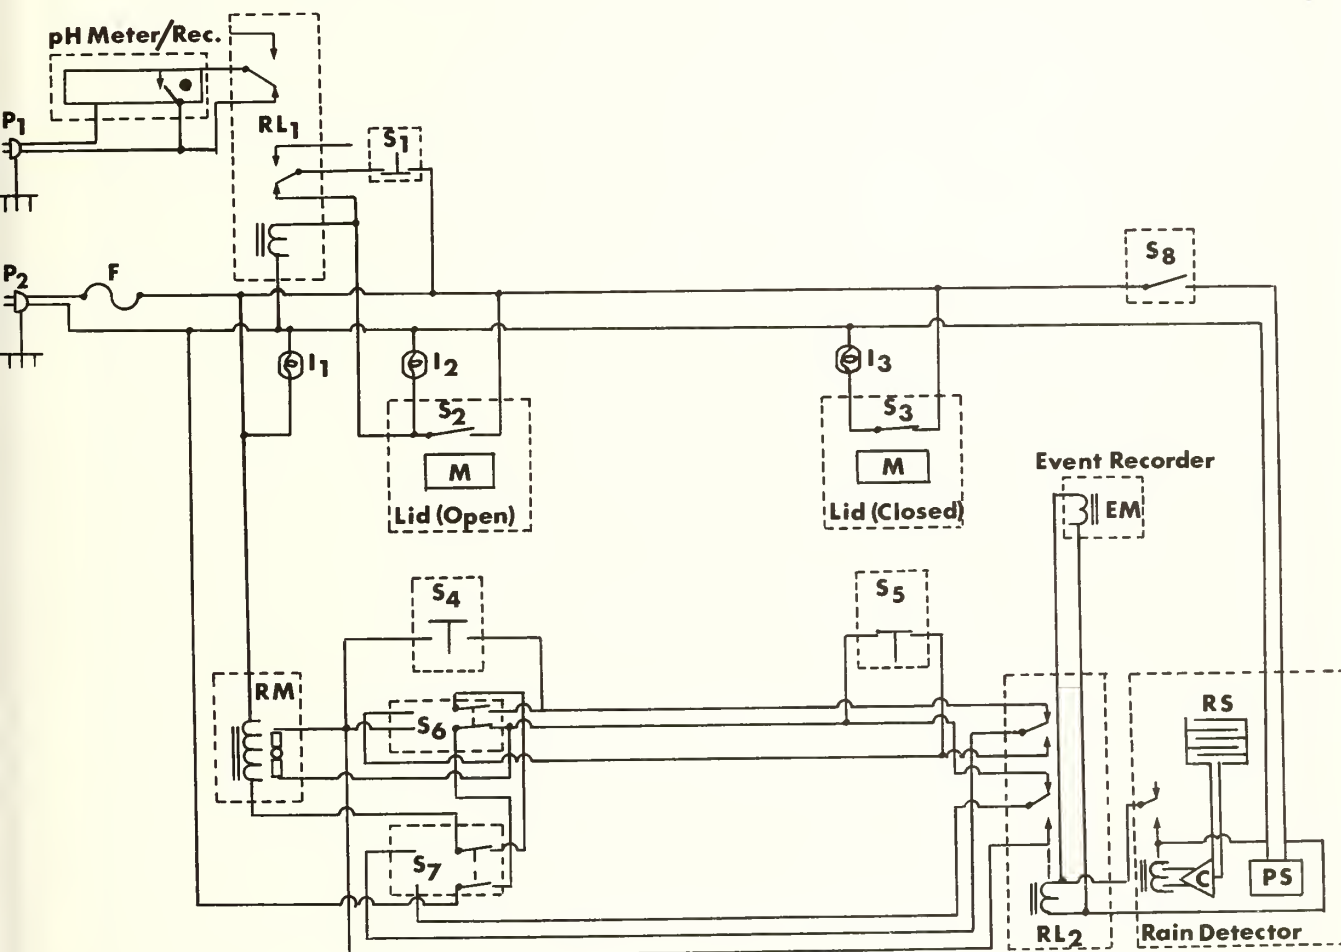 pH Meter/Rec.
P1
RL1
S1
P2
F
S8
I1
I2
I3
S2
S3
M
M
Lid (Open)
Lid (Closed)
Event Recorder
EM
S4
S5
RM
S6
RS
S7
C
PS
RL2
Rain Detector